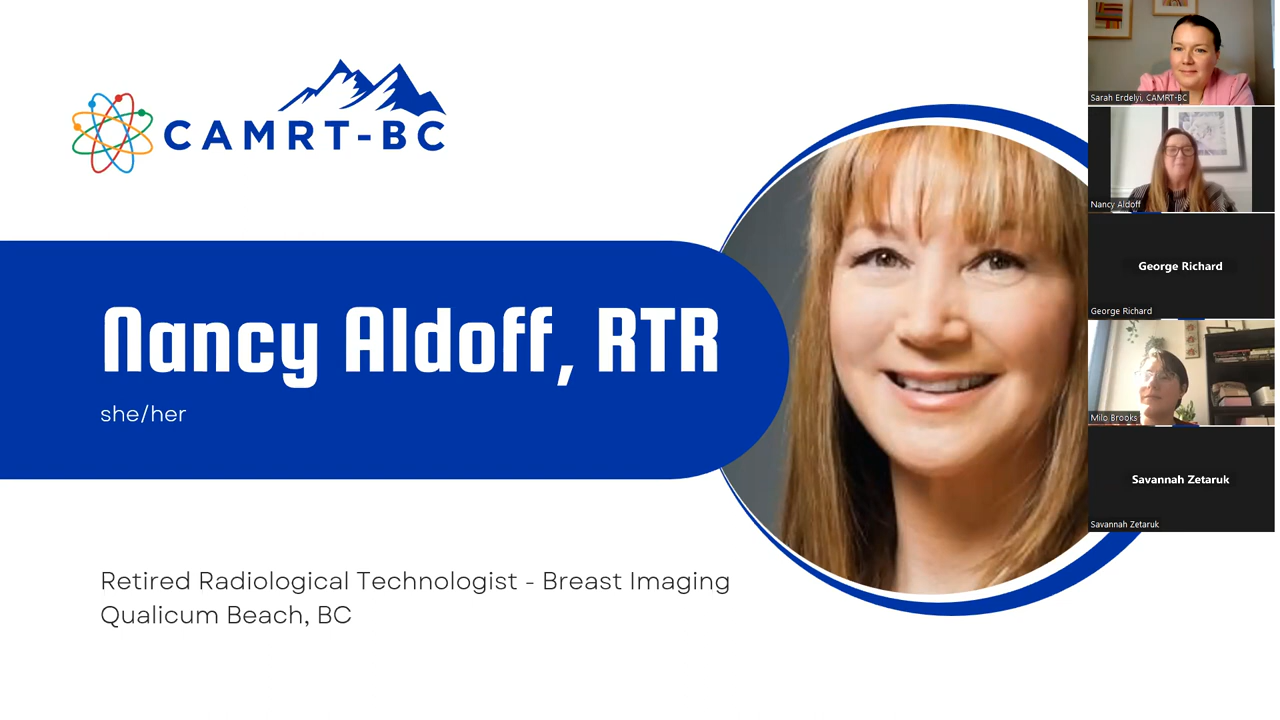 CAMRT-BC
Nancy Aldoff, RTR
she/her
Retired Radiological Technologist - Breast Imaging
Qualicum Beach, BC
Sarah Erdelyi, CAMRT-BC
Nancy Aldoff
George Richard
George Richard
Milo Brooks
Savannah Zetaruk
Savannah Zetaruk